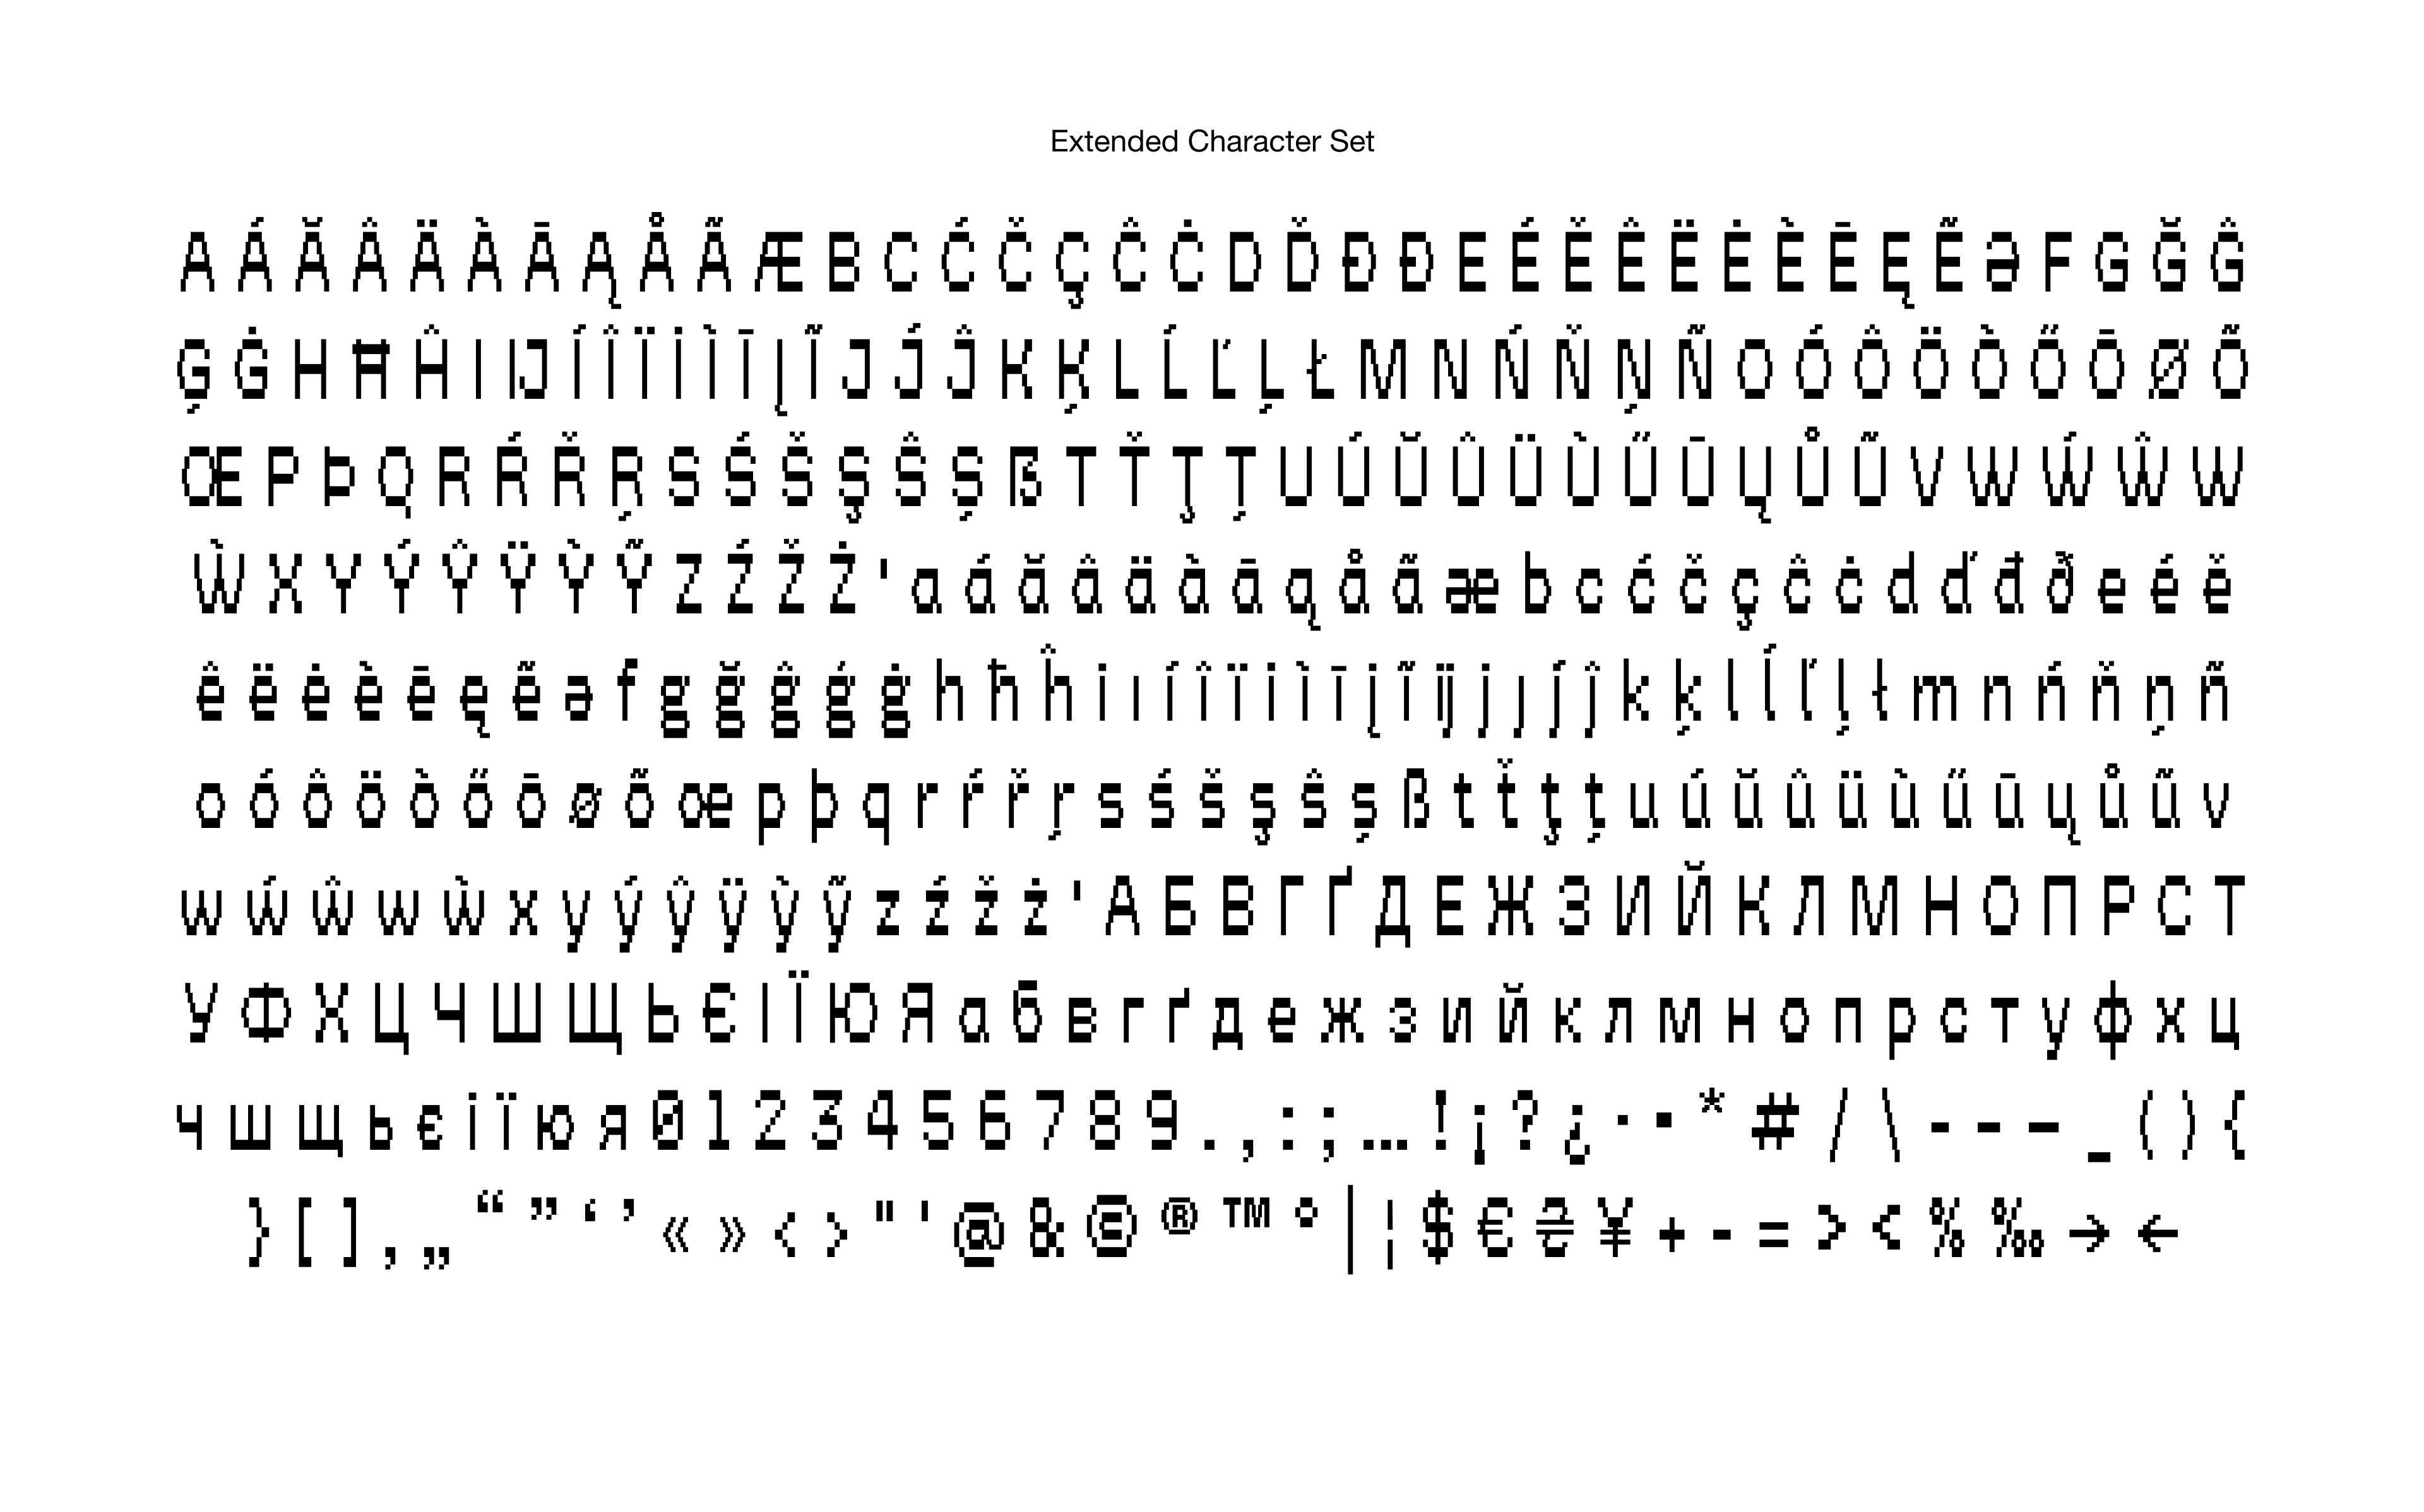 Extended Character Set
A Á Ă Â Ä À Ā Ą Å Ã Æ B C Ć Č Ç Ĉ Ċ D Ď Đ Ð E É Ě Ê Ë Ė È Ē Ę Ẽ Ə F G Ğ Ĝ
Ģ Ġ H Ħ Ĥ I IJ Í Î Ï İ Ì Ī Į Ĩ J J́ Ĵ K Ķ L Ĺ Ľ Ļ Ł M N Ń Ň Ņ Ñ O Ó Ô Ö Ò Ő Ō Ø Õ
Œ P Þ Q R Ŕ Ř Ŗ S Ś Š Ş Ŝ Ș ẞ T Ť Ţ Ț U Ú Ŭ Û Ü Ù Ű Ū Ų Ů Ũ V W Ẃ Ŵ W
Ẁ X Y Ý Ŷ Ÿ Ỳ Ỹ Z Ź Ž Ż ' a á ă â ä à ā ą å ã æ b c ć č ç ĉ ċ d ď đ ð e é ě
ê ë ė è ē ę ẽ ə f g ğ ĝ ǵ ġ h ħ ĥ i ı í î ï i ì ī į ĩ ij j ȷ j́ ĵ k ķ l ĺ ľ ļ ł m n ń ň ņ ñ
o ó ô ö ò ő ō ø õ œ p þ q r ŕ ř ŗ s ś š ş ŝ ș ß t ť ţ ț u ú ŭ û ü ù ű ū ų ů ũ v
w ẃ ŵ w ẁ x y ý ŷ ÿ ỳ ỹ z ź ž ż ' А Б В Г Ґ Д Е Ж З И Й К Л М Н О П Р С Т
У Ф Х Ц Ч Ш Щ Ь Є І Ї Ю Я а б в г ґ д е ж з и й к л м н о п р с т у ф х ц
ч ш щ ь є і ї ю я 0 1 2 3 4 5 6 7 8 9 . , : ; … ! ¡ ? ¿ · • * # / \ - – — _ ( ) {
} [ ] ‚ „ “ ” ‘ ’ « » ‹ › " ' @ & © ® ™ ° | ¦ $ € ₴ ¥ + - = > < % ‰ → ←